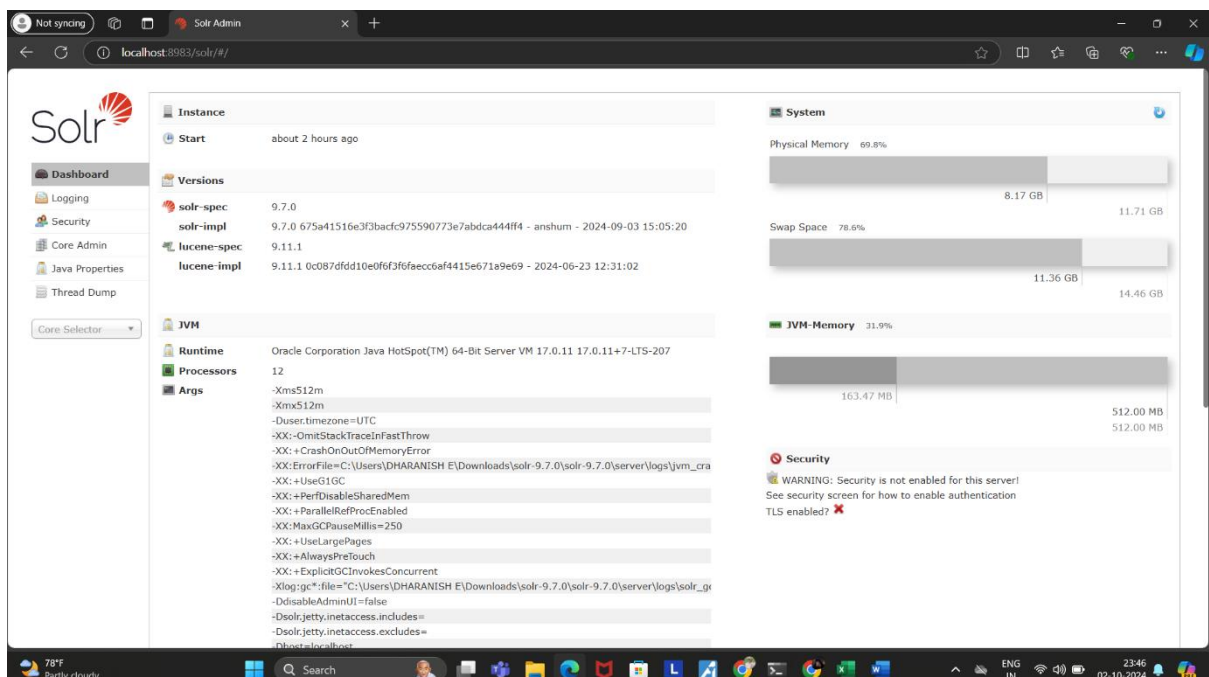 Not syncing
Solr Admin
localhost:8983/solr/#/
Solr
Dashboard
Logging
Security
Core Admin
Java Properties
Thread Dump
Core Selector
Instance
Start about 2 hours ago
Versions
solr-spec 9.7.0
solr-impl 9.7.0 675a41516e3f3bacfc975590773e7abdca444ff4 - anshum - 2024-09-03 15:05:20
lucene-spec 9.11.1
lucene-impl 9.11.1 0c087dfdd10e0f6f3f6faecc6af4415e671a9e69 - 2024-06-23 12:31:02
JVM
Runtime Oracle Corporation Java HotSpot(TM) 64-Bit Server VM 17.0.11 17.0.11+7-LTS-207
Processors 12
Args -Xms512m
-Xmx512m
-Duser.timezone=UTC
-XX:-OmitStackTraceInFastThrow
-XX:+CrashOnOutOfMemoryError
-XX:ErrorFile=C:\Users\DHARANISH E\Downloads\solr-9.7.0\solr-9.7.0\server\logs\jvm_cra
-XX:+UseG1GC
-XX:+PerfDisableSharedMem
-XX:+ParallelRefProcEnabled
-XX:MaxGCPauseMillis=250
-XX:+UseLargePages
-XX:+AlwaysPreTouch
-XX:+ExplicitGCInvokesConcurrent
-Xlog:gc*:file="C:\Users\DHARANISH E\Downloads\solr-9.7.0\solr-9.7.0\server\logs\solr_gc
-DdisableAdminUI=false
-Dsolr.jetty.inetaccess.includes=
-Dsolr.jetty.inetaccess.excludes=
-Dhost=localhost
System
Physical Memory 69.8%
8.17 GB
11.71 GB
Swap Space 78.6%
11.36 GB
14.46 GB
JVM-Memory 31.9%
163.47 MB
512.00 MB
512.00 MB
Security
WARNING: Security is not enabled for this server!
See security screen for how to enable authentication
TLS enabled?
78°F
Partly cloudy
Search
ENG
IN
23:46
02-10-2024